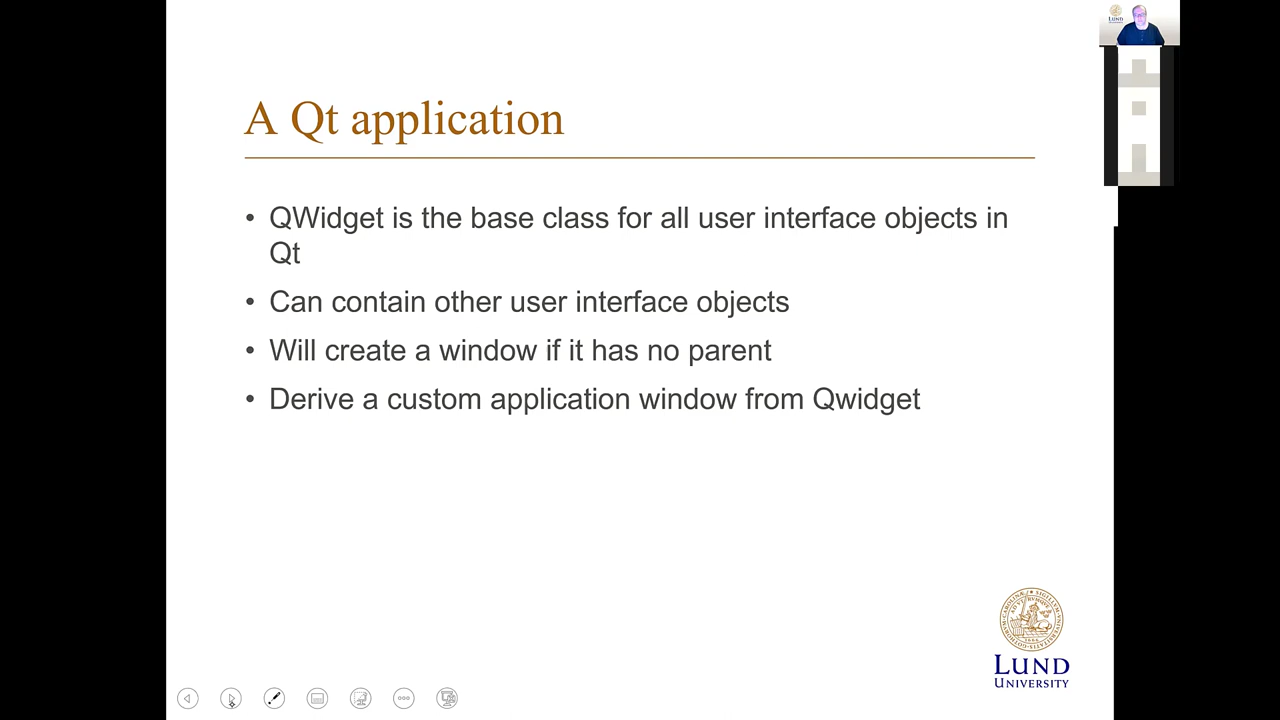 A Qt application
• QWidget is the base class for all user interface objects in
Qt
• Can contain other user interface objects
• Will create a window if it has no parent
• Derive a custom application window from Qwidget
LUND
UNIVERSITY
LUND